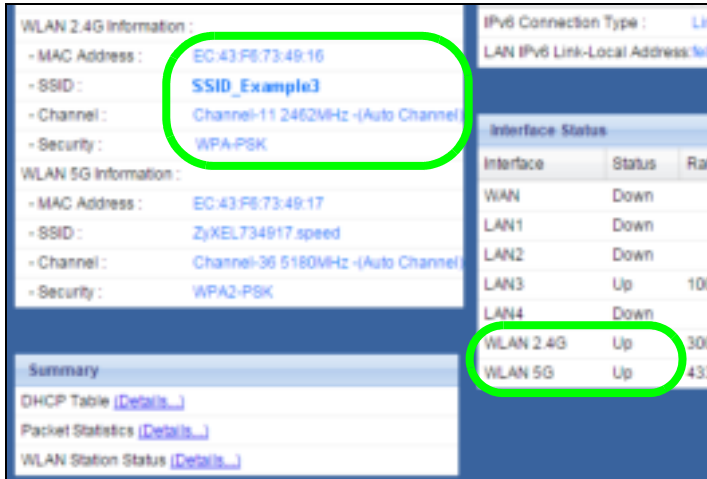 WLAN 2.4G Information :
- MAC Address : EC:43:F6:73:49:16
- SSID : SSID_Example3
- Channel : Channel-11 2462MHz -(Auto Channel)
- Security : WPA-PSK
WLAN 5G Information :
- MAC Address : EC:43:F6:73:49:17
- SSID : ZyXEL734917.speed
- Channel : Channel-36 5180MHz -(Auto Channel)
- Security : WPA2-PSK
Summary
DHCP Table (Details...)
Packet Statistics (Details...)
WLAN Station Status (Details...)
IPv6 Connection Type :
LAN IPv6 Link-Local Address:
Interface Status
Interface Status
WAN Down
LAN1 Down
LAN2 Down
LAN3 Up
LAN4 Down
WLAN 2.4G Up
WLAN 5G Up